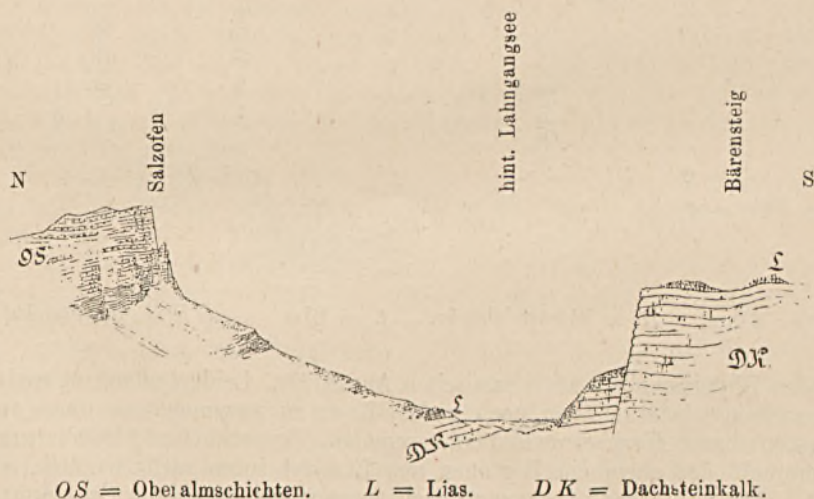 Salzofen
hint. Lahngangsee
Bärensteig
N
S
OS.
L
DK.
L
DK
OS = Oberalmschichten. L = Lias. DK = Dachsteinkalk.